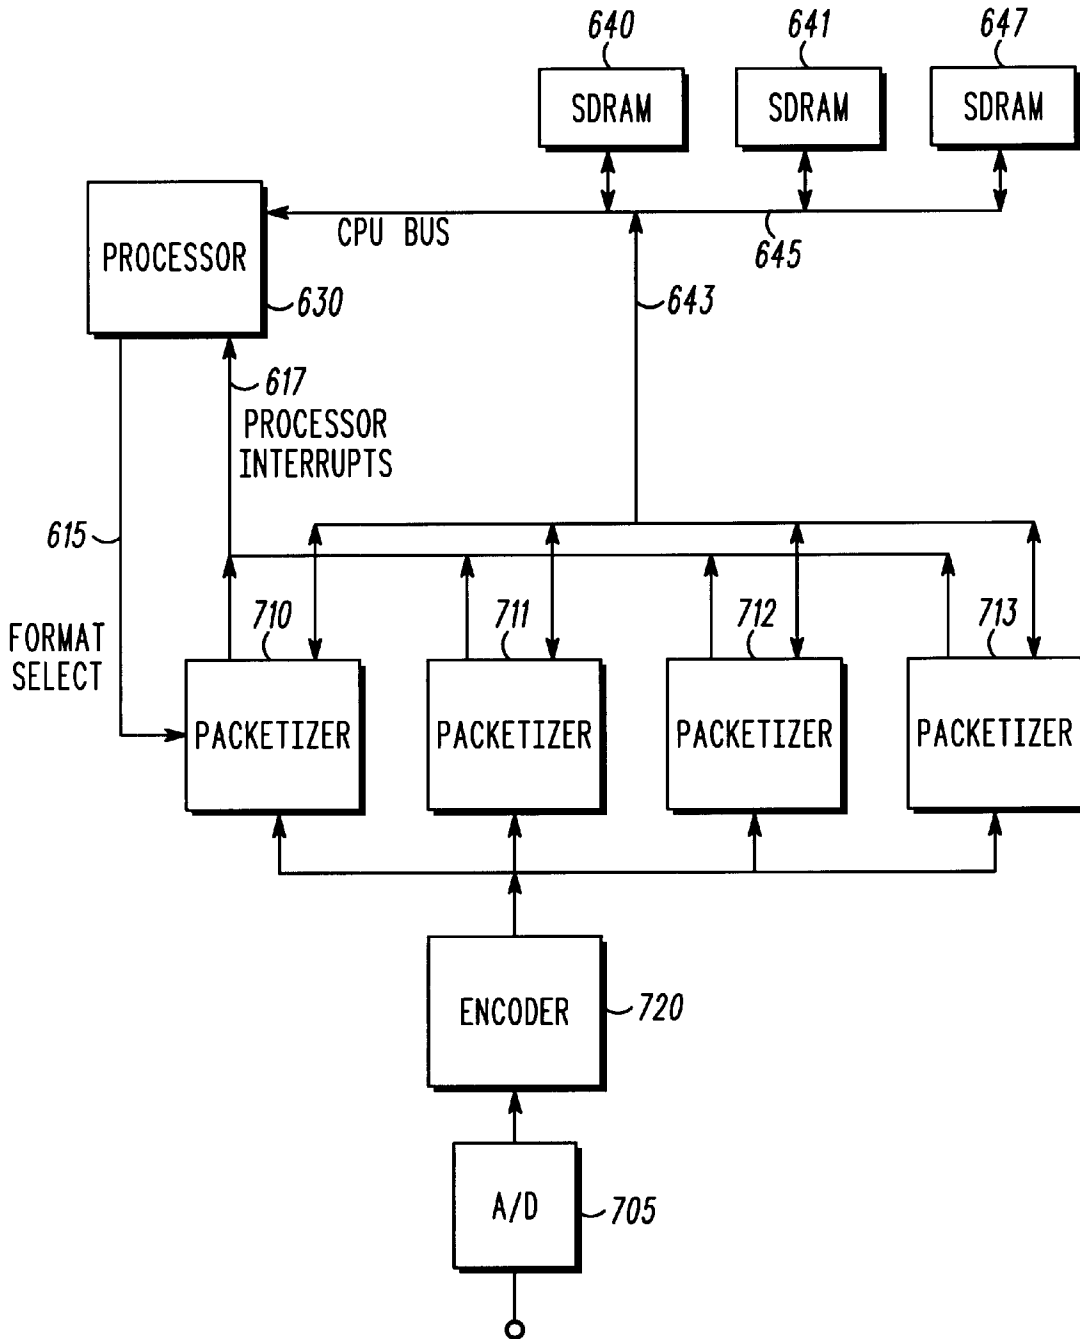 640
641
647
SDRAM
SDRAM
SDRAM
PROCESSOR
CPU BUS
645
630
643
617
PROCESSOR
INTERRUPTS
615
FORMAT
SELECT
710
711
712
713
PACKETIZER
PACKETIZER
PACKETIZER
PACKETIZER
ENCODER
720
A/D
705